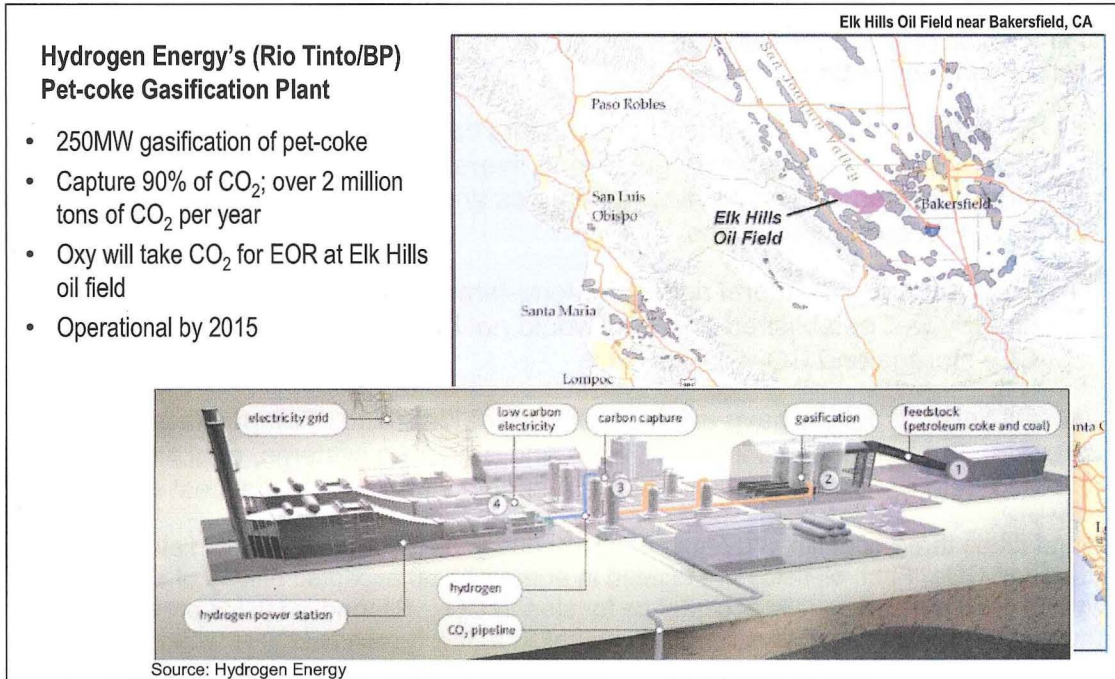 Elk Hills Oil Field near Bakersfield, CA
Hydrogen Energy's (Rio Tinto/BP)
Pet-coke Gasification Plant
• 250MW gasification of pet-coke
• Capture 90% of CO₂; over 2 million
tons of CO₂ per year
• Oxy will take CO₂ for EOR at Elk Hills
oil field
• Operational by 2015
San Joaquin Valley
Paso Robles
San Luis
Obispo
Bakersfield
Elk Hills
Oil Field
Santa Maria
Lompoc
electricity grid
low carbon
electricity
carbon capture
gasification
feedstock
(petroleum coke and coal)
1
2
3
4
hydrogen power station
hydrogen
CO₂ pipeline
Source: Hydrogen Energy